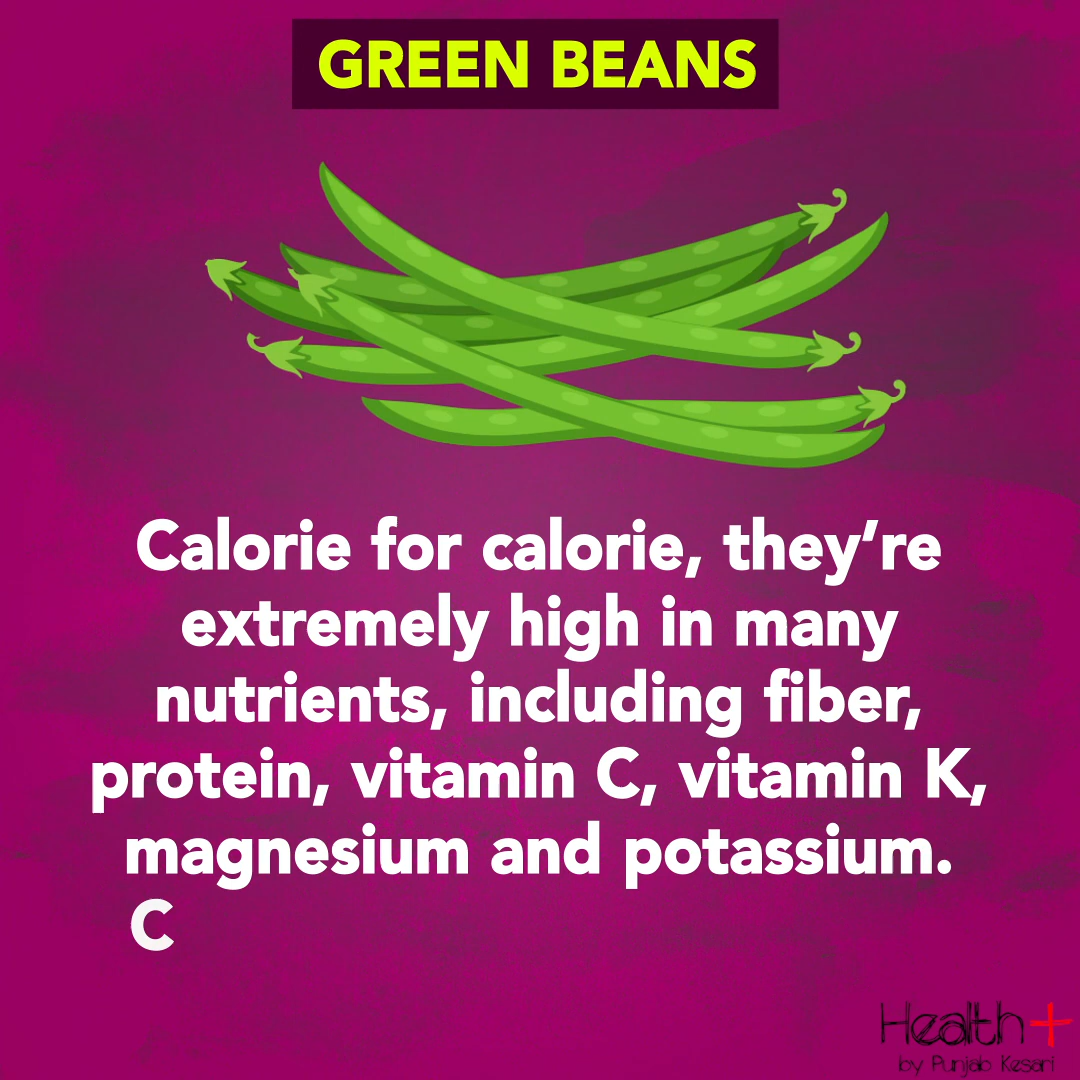 GREEN BEANS
Calorie for calorie, they’re
extremely high in many
nutrients, including fiber,
protein, vitamin C, vitamin K,
magnesium and potassium.
C
Health+
by Punjab Kesari